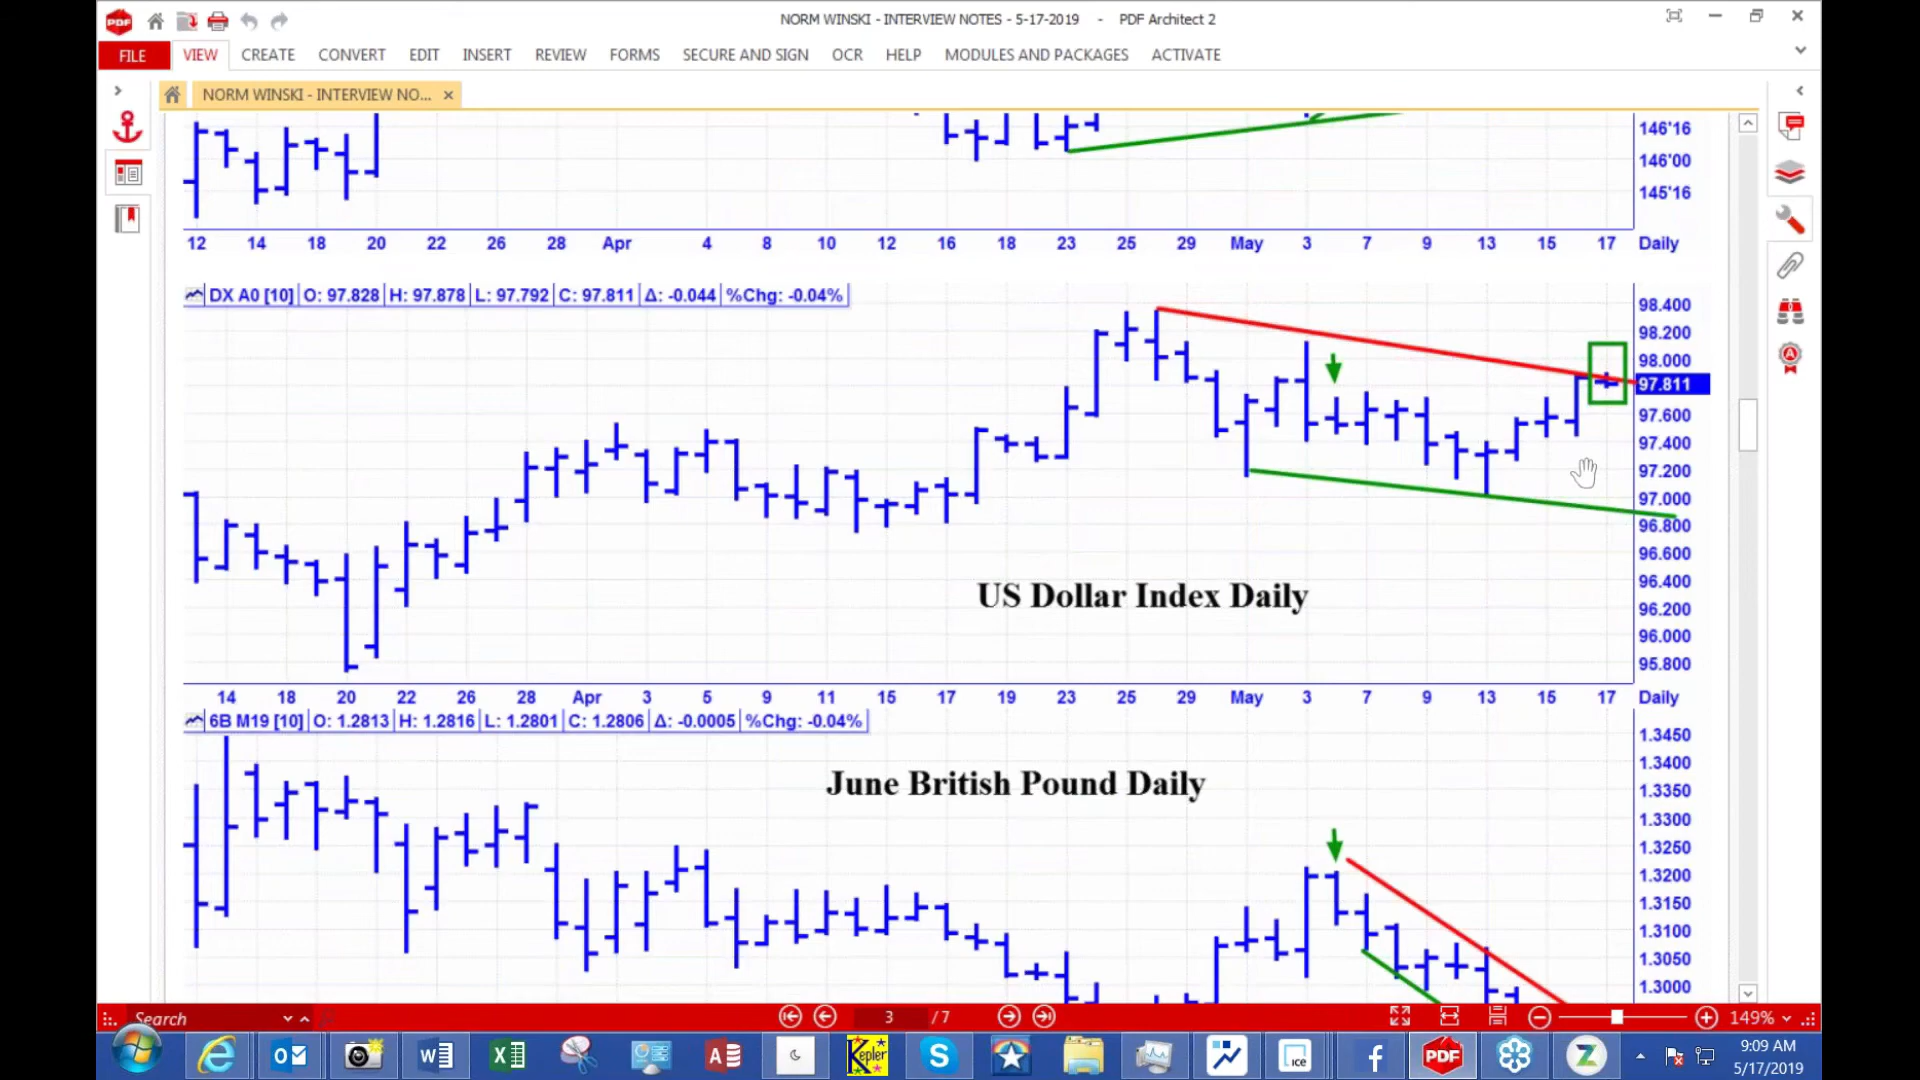 NORM WINSKI - INTERVIEW NOTES - 5-17-2019 - PDF Architect 2
FILE VIEW CREATE CONVERT EDIT INSERT REVIEW FORMS SECURE AND SIGN OCR HELP MODULES AND PACKAGES ACTIVATE
NORM WINSKI - INTERVIEW NO... ×
146'16
146'00
145'16
12 14 18 20 22 26 28 Apr 4 8 10 12 16 18 23 25 29 May 3 7 9 13 15 17 Daily
DX A0 [10] O: 97.828 H: 97.878 L: 97.792 C: 97.811 Δ: -0.044 %Chg: -0.04%
98.400
98.200
98.000
97.811
97.600
97.400
97.200
97.000
96.800
96.600
96.400
96.200
96.000
95.800
US Dollar Index Daily
14 18 20 22 26 28 Apr 3 5 9 11 15 17 19 23 25 29 May 3 7 9 13 15 17 Daily
6B M19 [10] O: 1.2813 H: 1.2816 L: 1.2801 C: 1.2806 Δ: -0.0005 %Chg: -0.04%
1.3450
1.3400
1.3350
1.3300
1.3250
1.3200
1.3150
1.3100
1.3050
1.3000
June British Pound Daily
Search 3 / 7 149%
Kepler ice PDF
9:09 AM
5/17/2019